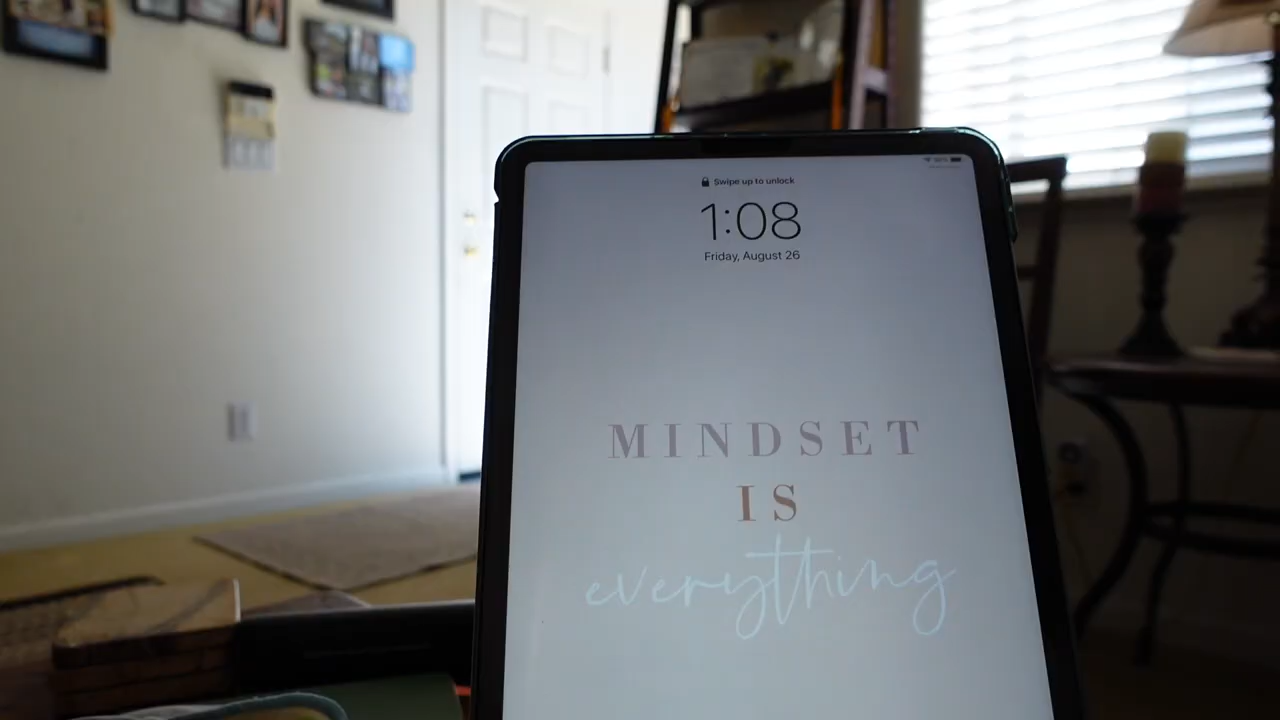 Swipe up to unlock
1:08
Friday, August 26
MINDSET
IS
everything